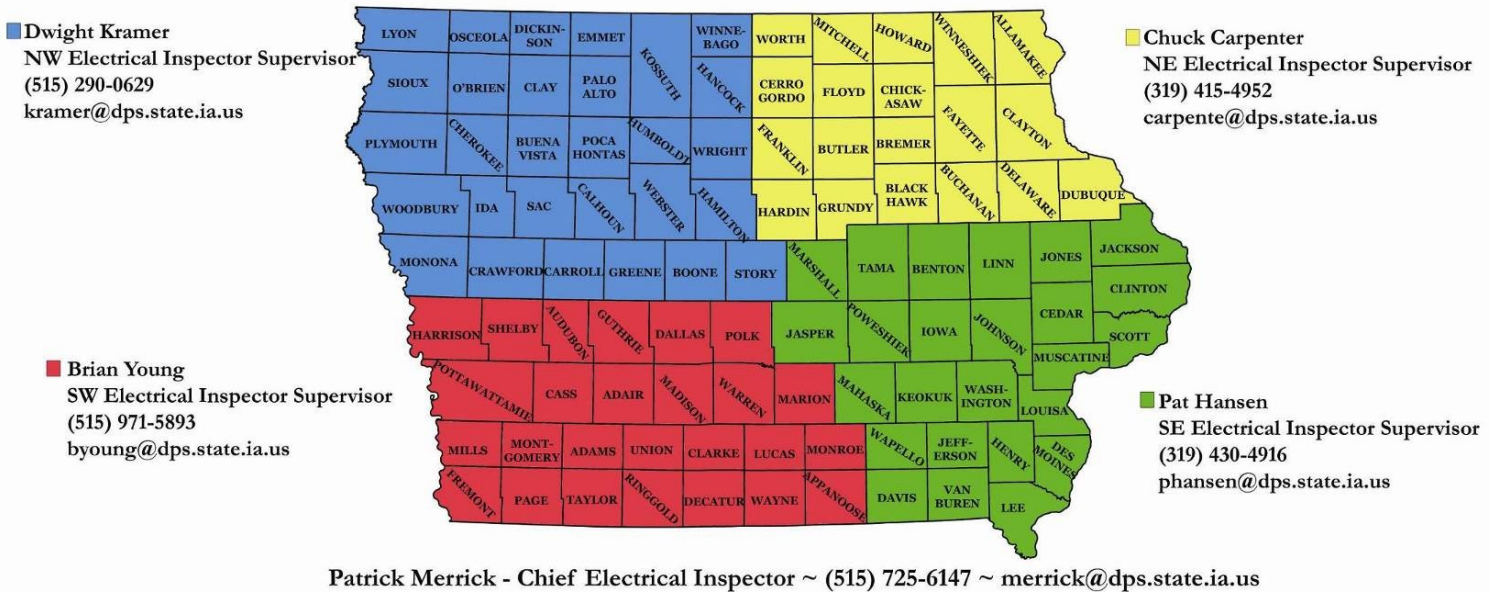 Dwight Kramer
NW Electrical Inspector Supervisor
(515) 290-0629
kramer@dps.state.ia.us
Chuck Carpenter
NE Electrical Inspector Supervisor
(319) 415-4952
carpente@dps.state.ia.us
LYON
OSCEOLA
DICKIN-
SON
EMMET
KOSSUTH
WINNE-
BAGO
WORTH
MITCHELL
HOWARD
WINNESHIEK
ALLAMAKEE
SIOUX
O'BRIEN
CLAY
PALO
ALTO
HANCOCK
CERRO
GORDO
FLOYD
CHICK-
ASAW
PLYMOUTH
CHEROKEE
BUENA
VISTA
POCA
HONTAS
HUMBOLDT
WRIGHT
FRANKLIN
BUTLER
BREMER
FAYETTE
CLAYTON
WOODBURY
IDA
SAC
CALHOUN
WEBSTER
HAMILTON
HARDIN
GRUNDY
BLACK
HAWK
BUCHANAN
DELAWARE
DUBUQUE
MONONA
CRAWFORD
CARROLL
GREENE
BOONE
STORY
MARSHALL
TAMA
BENTON
LINN
JONES
JACKSON
CLINTON
HARRISON
SHELBY
AUDUBON
GUTHRIE
DALLAS
POLK
JASPER
POWESHIEK
IOWA
JOHNSON
CEDAR
SCOTT
MUSCATINE
POTTAWATTAMIE
CASS
ADAIR
MADISON
WARREN
MARION
MAHASKA
KEOKUK
WASH-
INGTON
LOUISA
MILLS
MONT-
GOMERY
ADAMS
UNION
CLARKE
LUCAS
MONROE
WAPELLO
JEFF-
ERSON
HENRY
DES
MOINES
FREMONT
PAGE
TAYLOR
RINGGOLD
DECATUR
WAYNE
APPANOOSE
DAVIS
VAN
BUREN
LEE
Brian Young
SW Electrical Inspector Supervisor
(515) 971-5893
byoung@dps.state.ia.us
Pat Hansen
SE Electrical Inspector Supervisor
(319) 430-4916
phansen@dps.state.ia.us
Patrick Merrick - Chief Electrical Inspector ~ (515) 725-6147 ~ merrick@dps.state.ia.us